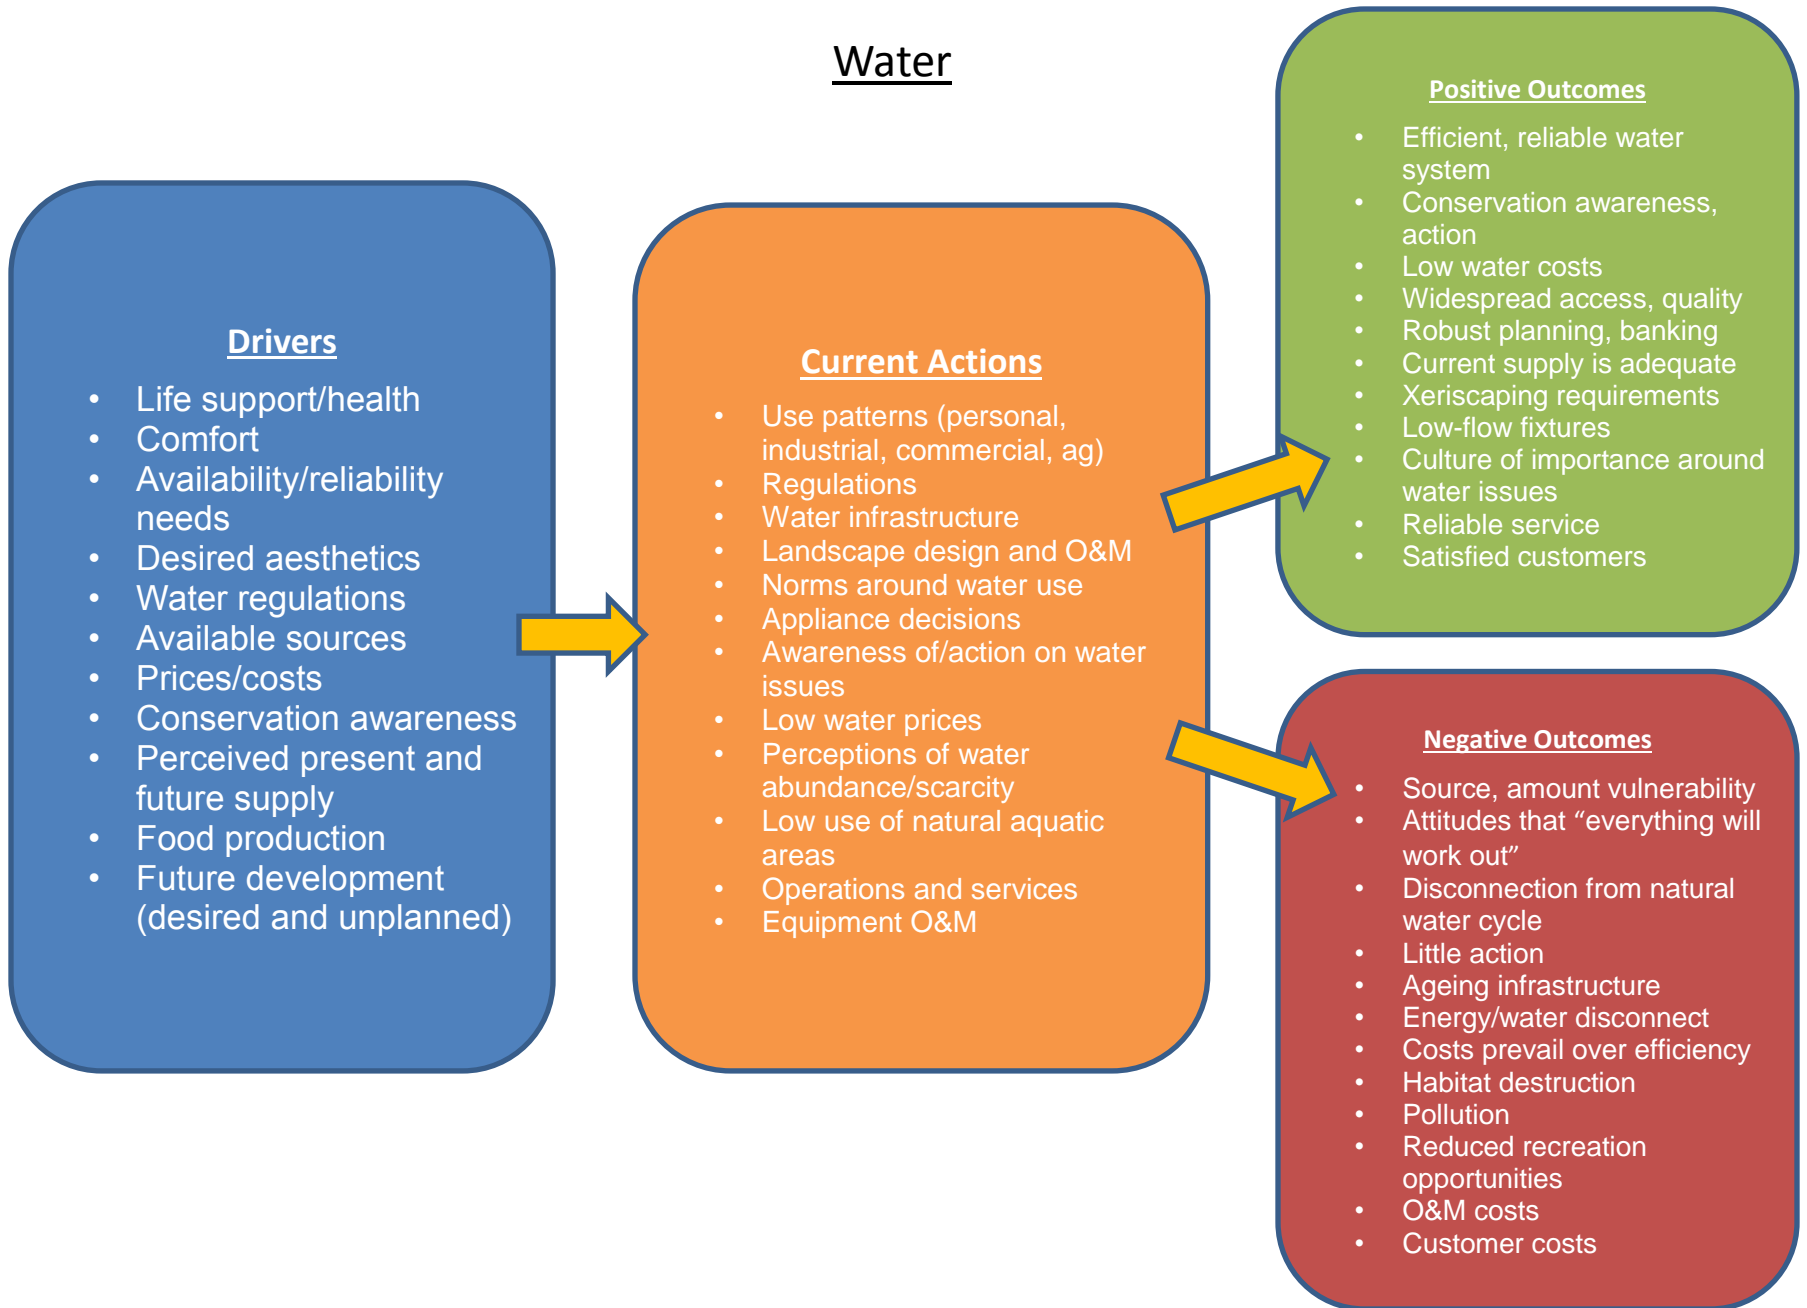 Water
Drivers
• Life support/health
• Comfort
• Availability/reliability
needs
• Desired aesthetics
• Water regulations
• Available sources
• Prices/costs
• Conservation awareness
• Perceived present and
future supply
• Food production
• Future development
(desired and unplanned)
Current Actions
• Use patterns (personal,
industrial, commercial, ag)
• Regulations
• Water infrastructure
• Landscape design and O&M
• Norms around water use
• Appliance decisions
• Awareness of/action on water
issues
• Low water prices
• Perceptions of water
abundance/scarcity
• Low use of natural aquatic
areas
• Operations and services
• Equipment O&M
Positive Outcomes
• Efficient, reliable water
system
• Conservation awareness,
action
• Low water costs
• Widespread access, quality
• Robust planning, banking
• Current supply is adequate
• Xeriscaping requirements
• Low-flow fixtures
• Culture of importance around
water issues
• Reliable service
• Satisfied customers
Negative Outcomes
• Source, amount vulnerability
• Attitudes that “everything will
work out”
• Disconnection from natural
water cycle
• Little action
• Ageing infrastructure
• Energy/water disconnect
• Costs prevail over efficiency
• Habitat destruction
• Pollution
• Reduced recreation
opportunities
• O&M costs
• Customer costs